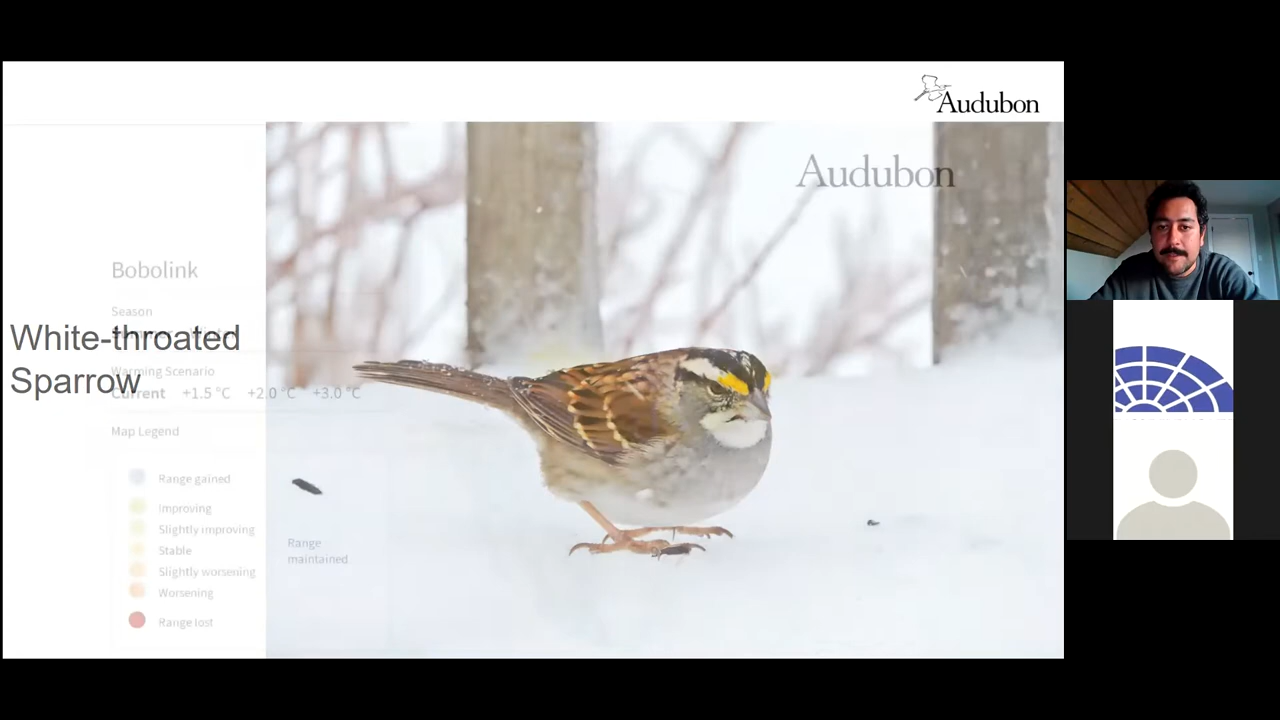 Audubon
Audubon
Bobolink
Season
White-throated
Sparrow
Warming Scenario
Current +1.5 °C +2.0 °C +3.0 °C
Map Legend
Range gained
Improving
Slightly improving
Stable
Slightly worsening
Worsening
Range lost
Range
maintained